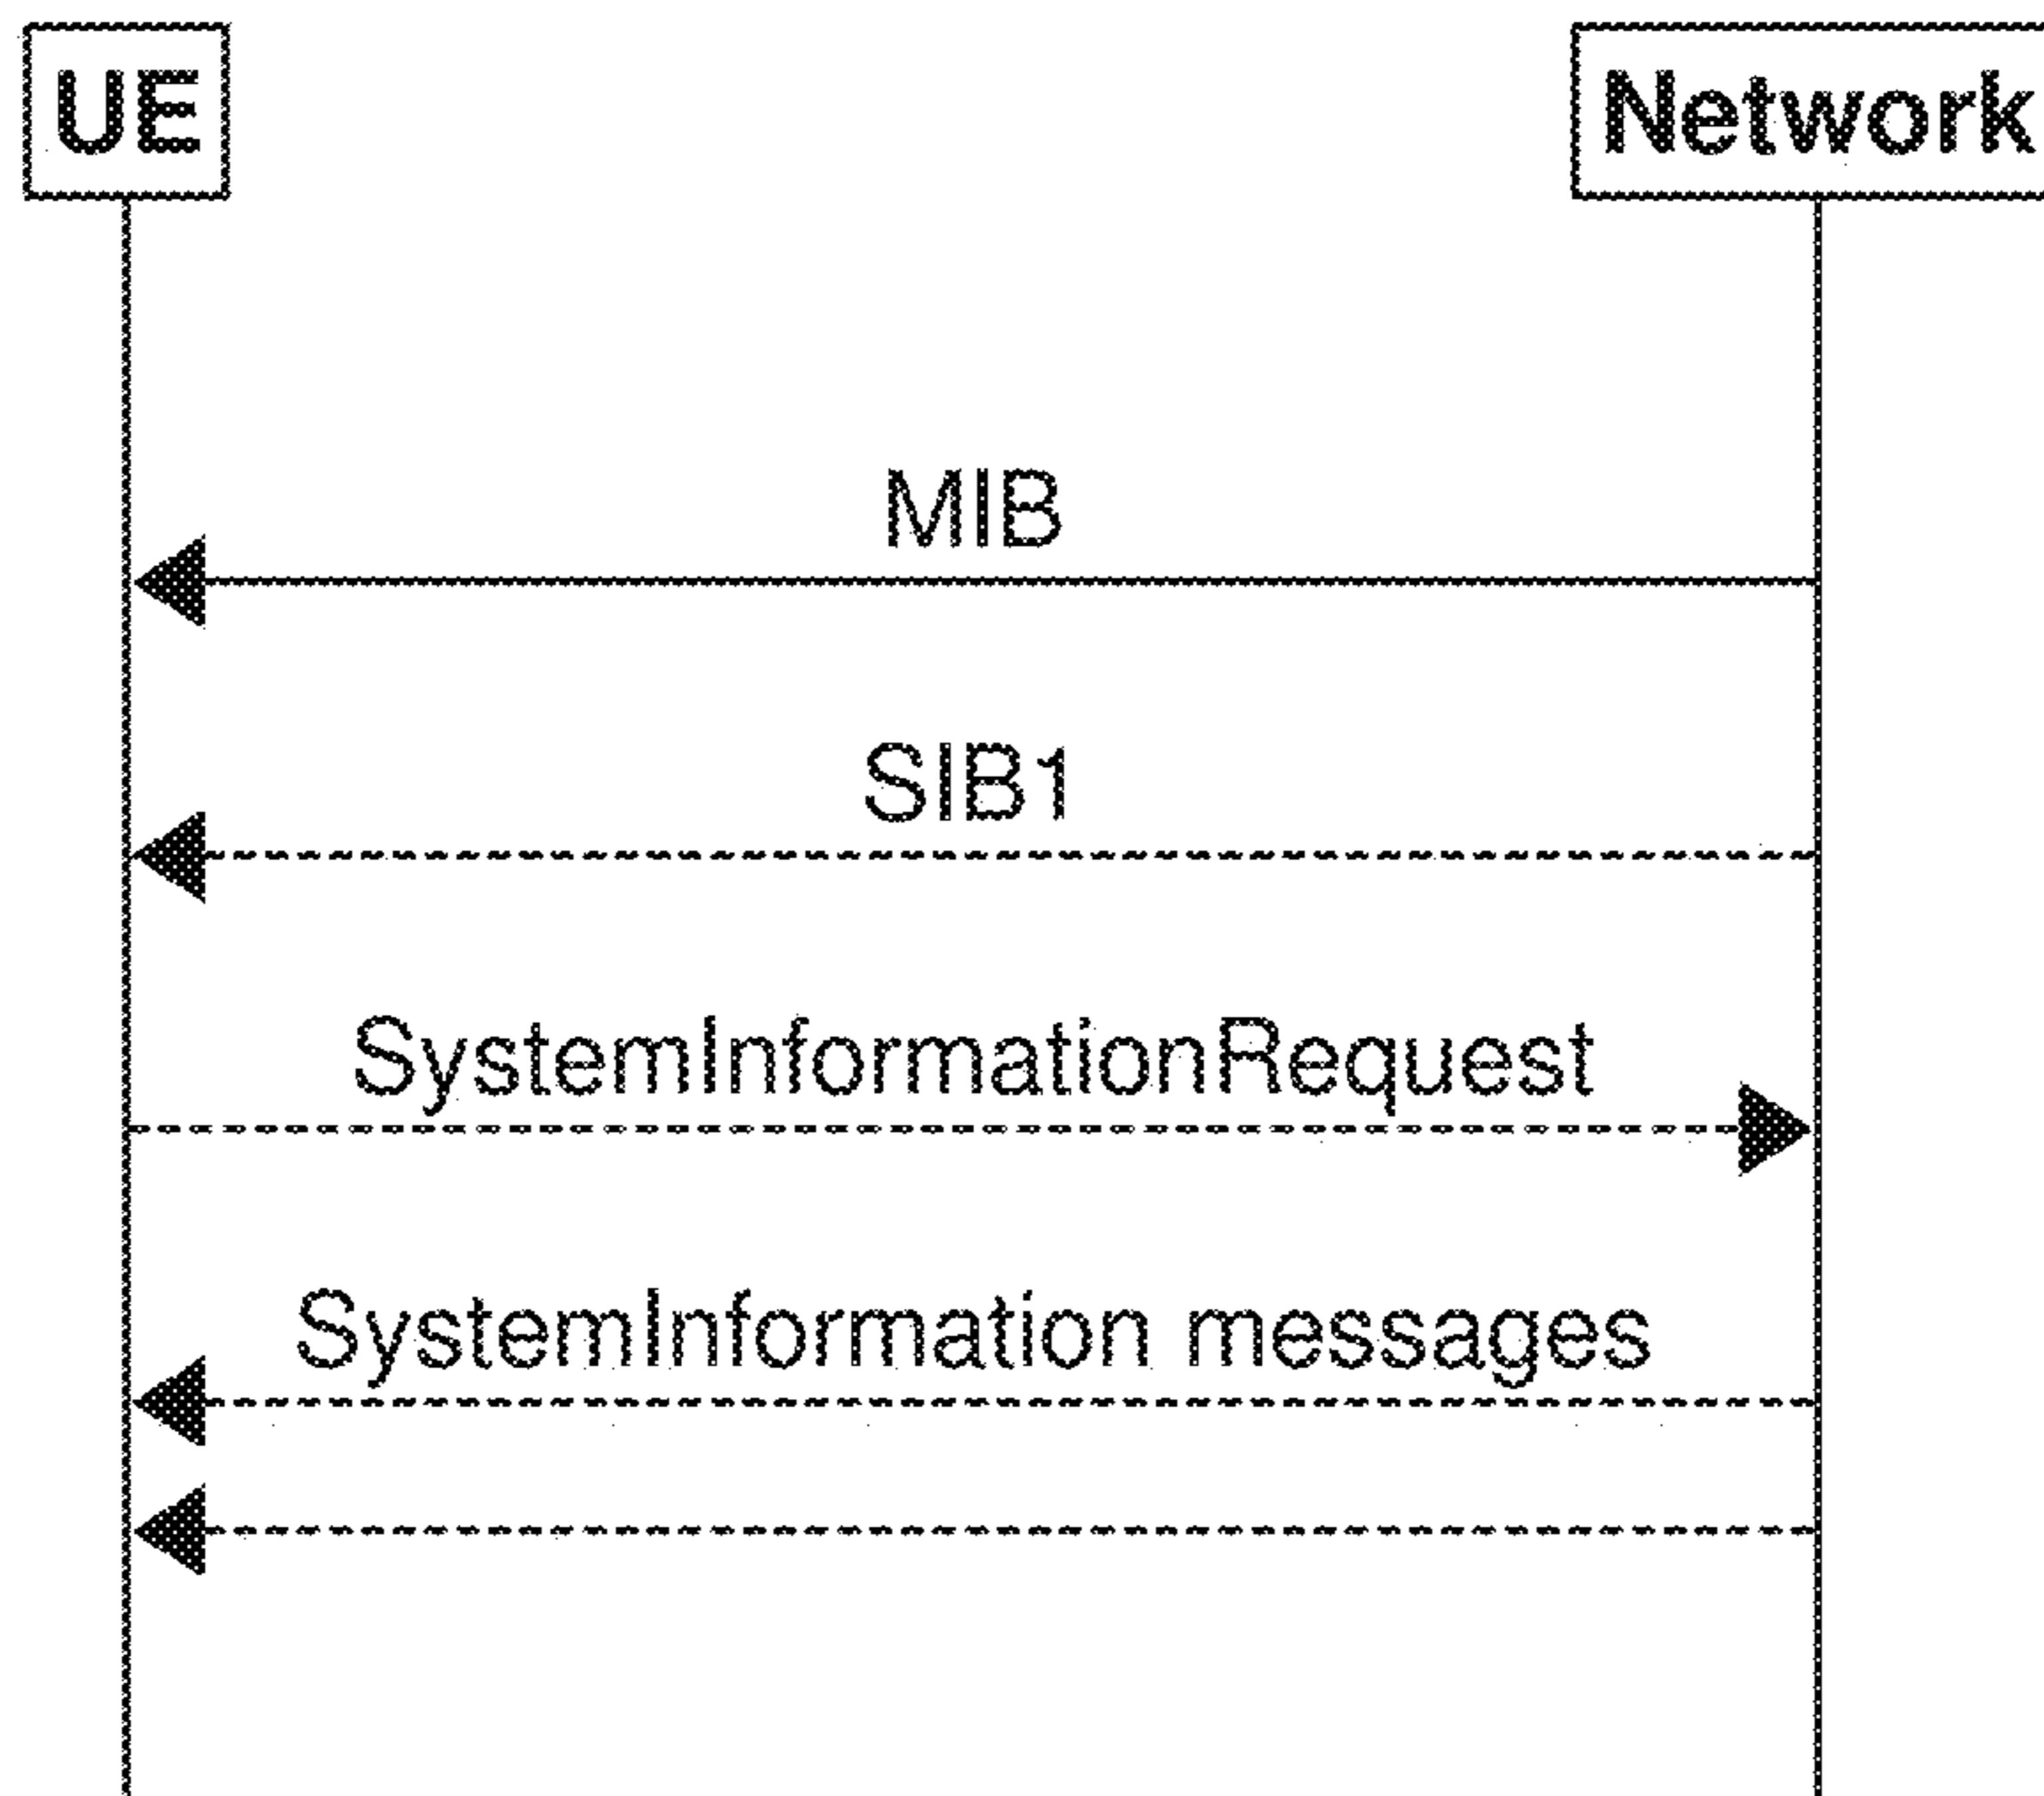 UE
Network
MIB
SIB1
SystemInformationRequest
SystemInformation messages